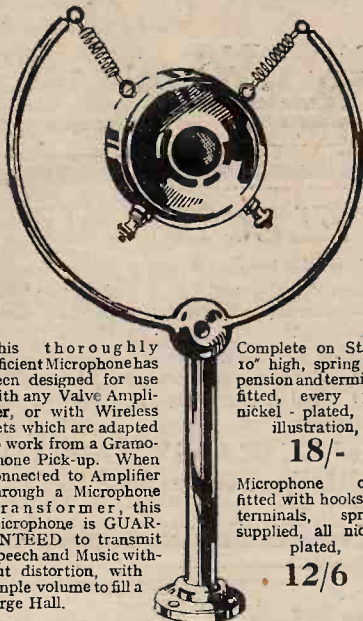 his thoroughly
ficient Microphone has
een designed for use
ith any Valve Ampli-
er, or with Wireless
ets which are adapted
o work from a Gramo-
hone Pick-up. When
onnected to Amplifier
hrough a Microphone
ransformer, this
icrophone is GUAR-
NTEED to transmit
peech and Music with-
ut distortion, with
mple volume to fill a
rge Hall.
Complete on St
10" high, spring
pension and term
fitted, every
nickel - plated,
illustration,
18/-
Microphone o
fitted with hooks
terminals, spr
supplied, all nic
plated,
12/6